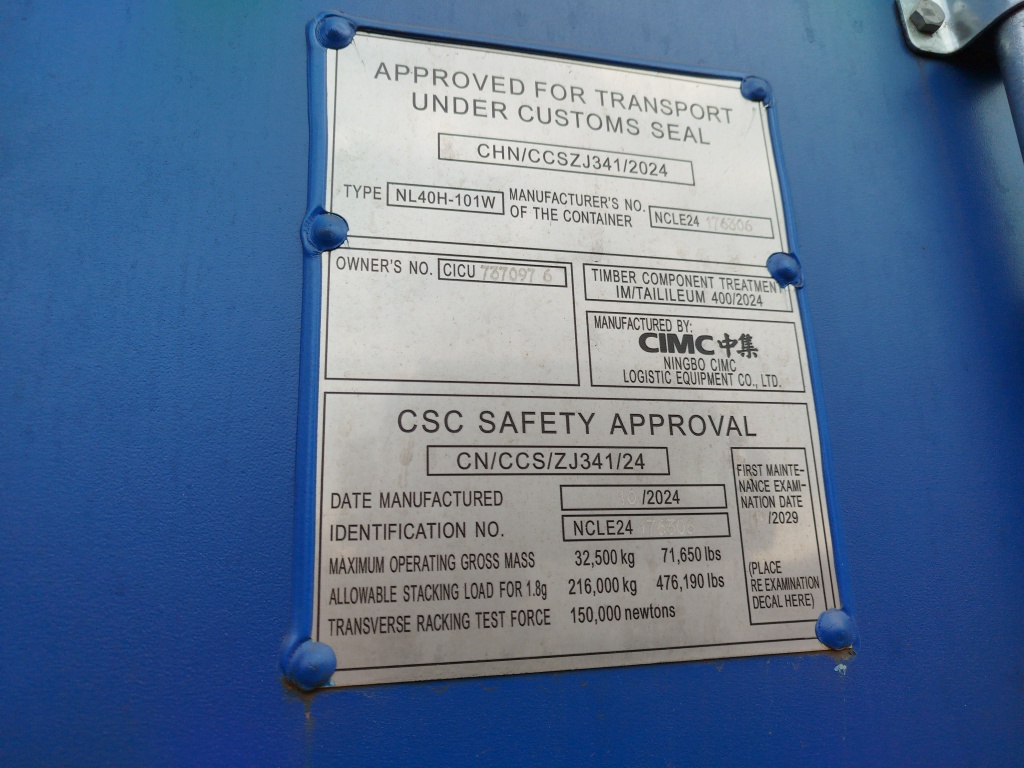 APPROVED FOR TRANSPORT
UNDER CUSTOMS SEAL
CHN/CCSZJ341/2024
TYPE NL40H-101W MANUFACTURER'S NO. OF THE CONTAINER NCLE24 176306
OWNER'S NO. CICU 737097 6
TIMBER COMPONENT TREATMENT
IM/TAILILEUM 400/2024
MANUFACTURED BY:
CIMC 中集
NINGBO CIMC
LOGISTIC EQUIPMENT CO., LTD.
CSC SAFETY APPROVAL
CN/CCS/ZJ341/24
DATE MANUFACTURED /2024
IDENTIFICATION NO. NCLE24
MAXIMUM OPERATING GROSS MASS 32,500 kg 71,650 lbs
ALLOWABLE STACKING LOAD FOR 1.8g 216,000 kg 476,190 lbs
TRANSVERSE RACKING TEST FORCE 150,000 newtons
FIRST MAINTE-
NANCE EXAMI-
NATION DATE
/2029
(PLACE
RE EXAMINATION
DECAL HERE)